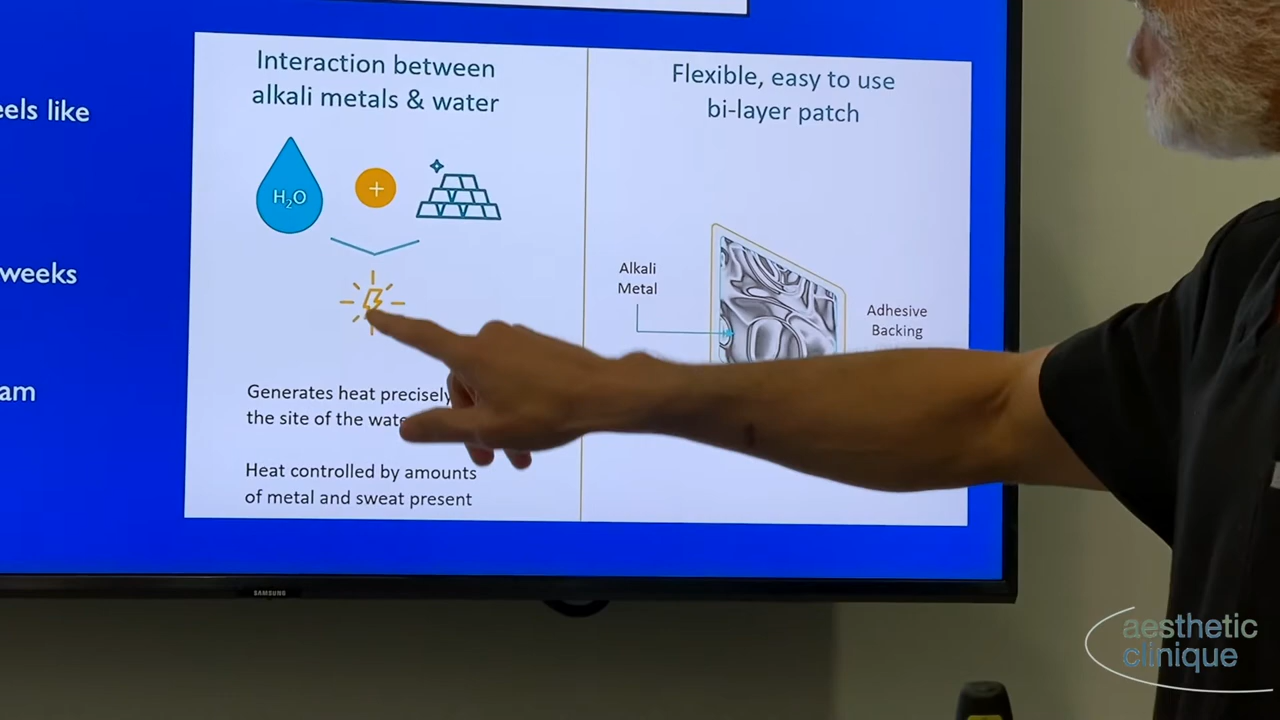 eels like
weeks
am
Interaction between
alkali metals & water
H₂O
+
Generates heat precisely
the site of the wate
Heat controlled by amounts
of metal and sweat present
Flexible, easy to use
bi-layer patch
Alkali
Metal
Adhesive
Backing
SAMSUNG
aesthetic
clinique